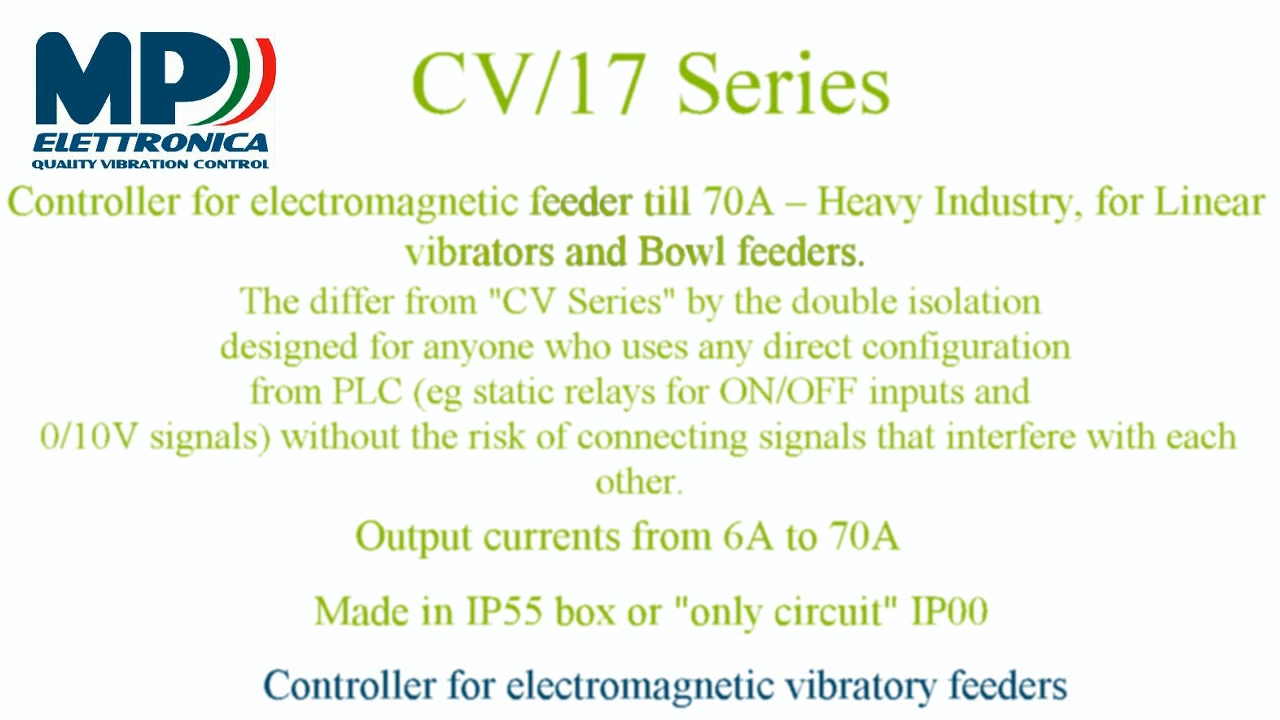 MP
ELETTRONICA
QUALITY VIBRATION CONTROL
CV/17 Series
Controller for electromagnetic feeder till 70A – Heavy Industry, for Linear
vibrators and Bowl feeders.
The differ from "CV Series" by the double isolation
designed for anyone who uses any direct configuration
from PLC (eg static relays for ON/OFF inputs and
0/10V signals) without the risk of connecting signals that interfere with each
other.
Output currents from 6A to 70A
Made in IP55 box or "only circuit" IP00
Controller for electromagnetic vibratory feeders